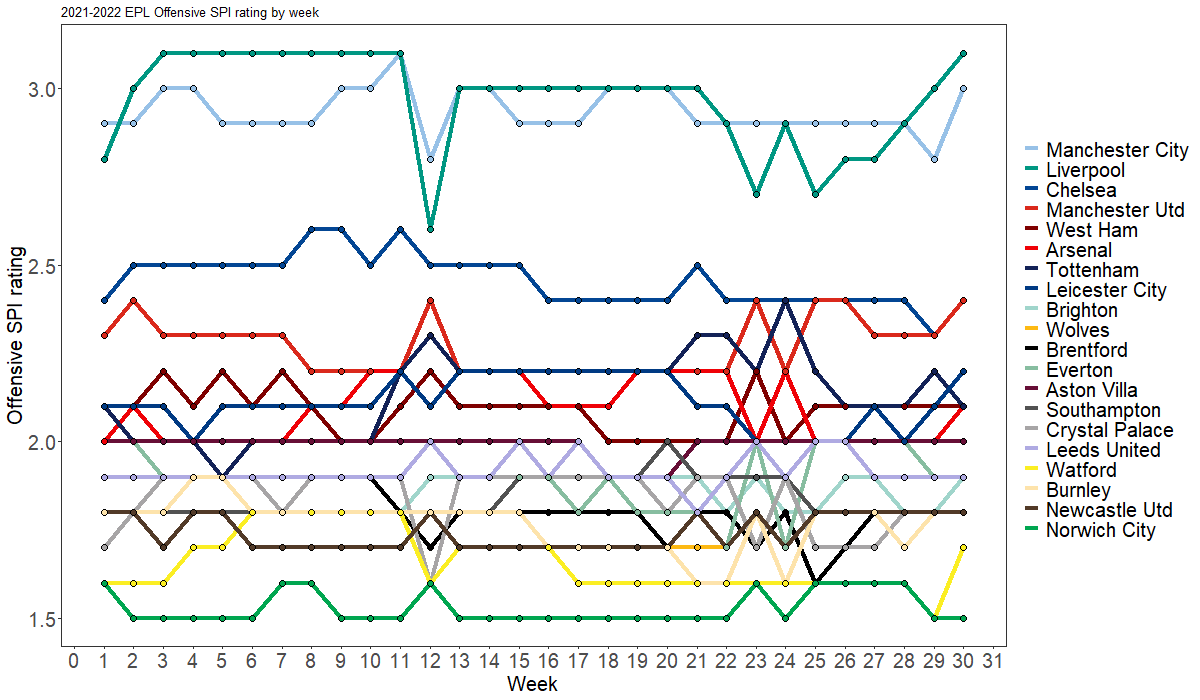 2021-2022 EPL Offensive SPI rating by week
Offensive SPI rating
3.0
2.5
2.0
1.5
0 1 2 3 4 5 6 7 8 9 10 11 12 13 14 15 16 17 18 19 20 21 22 23 24 25 26 27 28 29 30 31
Week
Manchester City
Liverpool
Chelsea
Manchester Utd
West Ham
Arsenal
Tottenham
Leicester City
Brighton
Wolves
Brentford
Everton
Aston Villa
Southampton
Crystal Palace
Leeds United
Watford
Burnley
Newcastle Utd
Norwich City